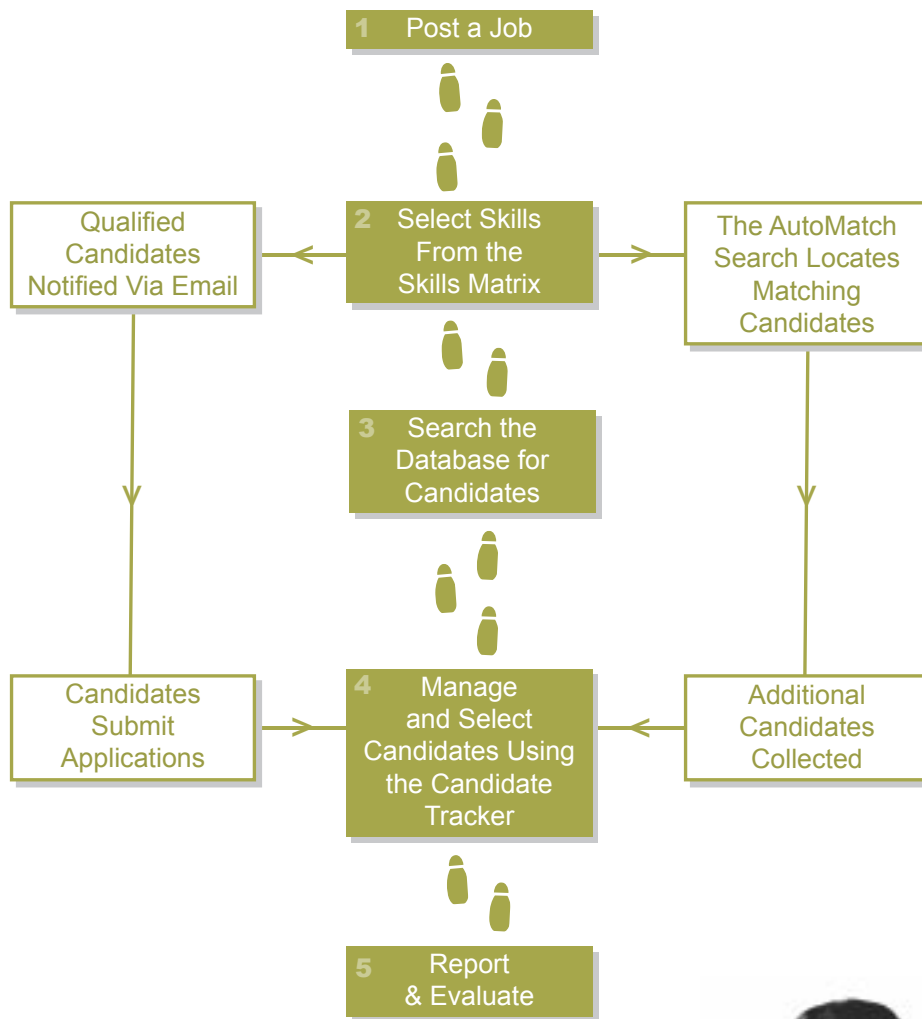 1 Post a Job
Qualified
Candidates
Notified Via Email
2 Select Skills
From the
Skills Matrix
The AutoMatch
Search Locates
Matching
Candidates
3 Search the
Database for
Candidates
Candidates
Submit
Applications
4 Manage
and Select
Candidates Using
the Candidate
Tracker
Additional
Candidates
Collected
5 Report
& Evaluate